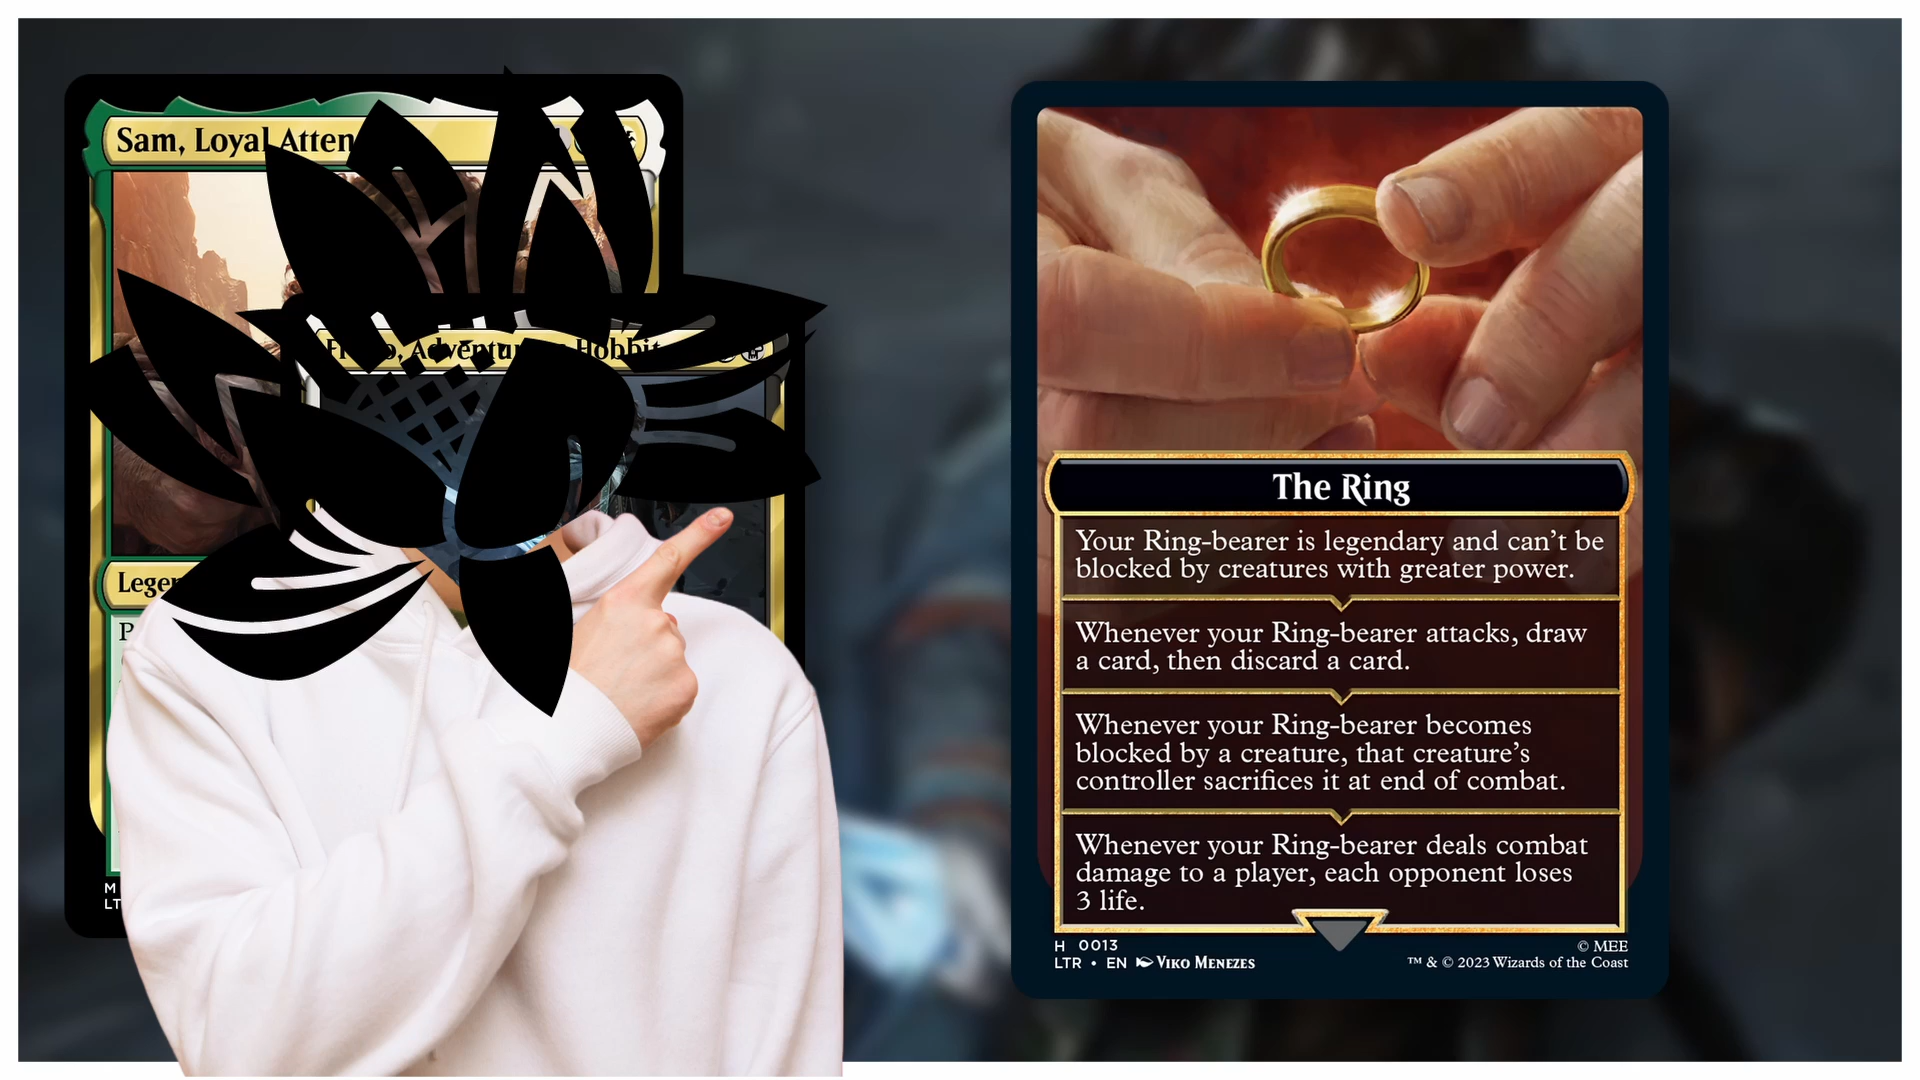 Sam, Loyal Atten
Adventu Hobbit
Lege
P
M
LT
The Ring
Your Ring-bearer is legendary and can’t be
blocked by creatures with greater power.
Whenever your Ring-bearer attacks, draw
a card, then discard a card.
Whenever your Ring-bearer becomes
blocked by a creature, that creature’s
controller sacrifices it at end of combat.
Whenever your Ring-bearer deals combat
damage to a player, each opponent loses
3 life.
H 0013
LTR • EN Viko Menezes
© MEE
™ & © 2023 Wizards of the Coast